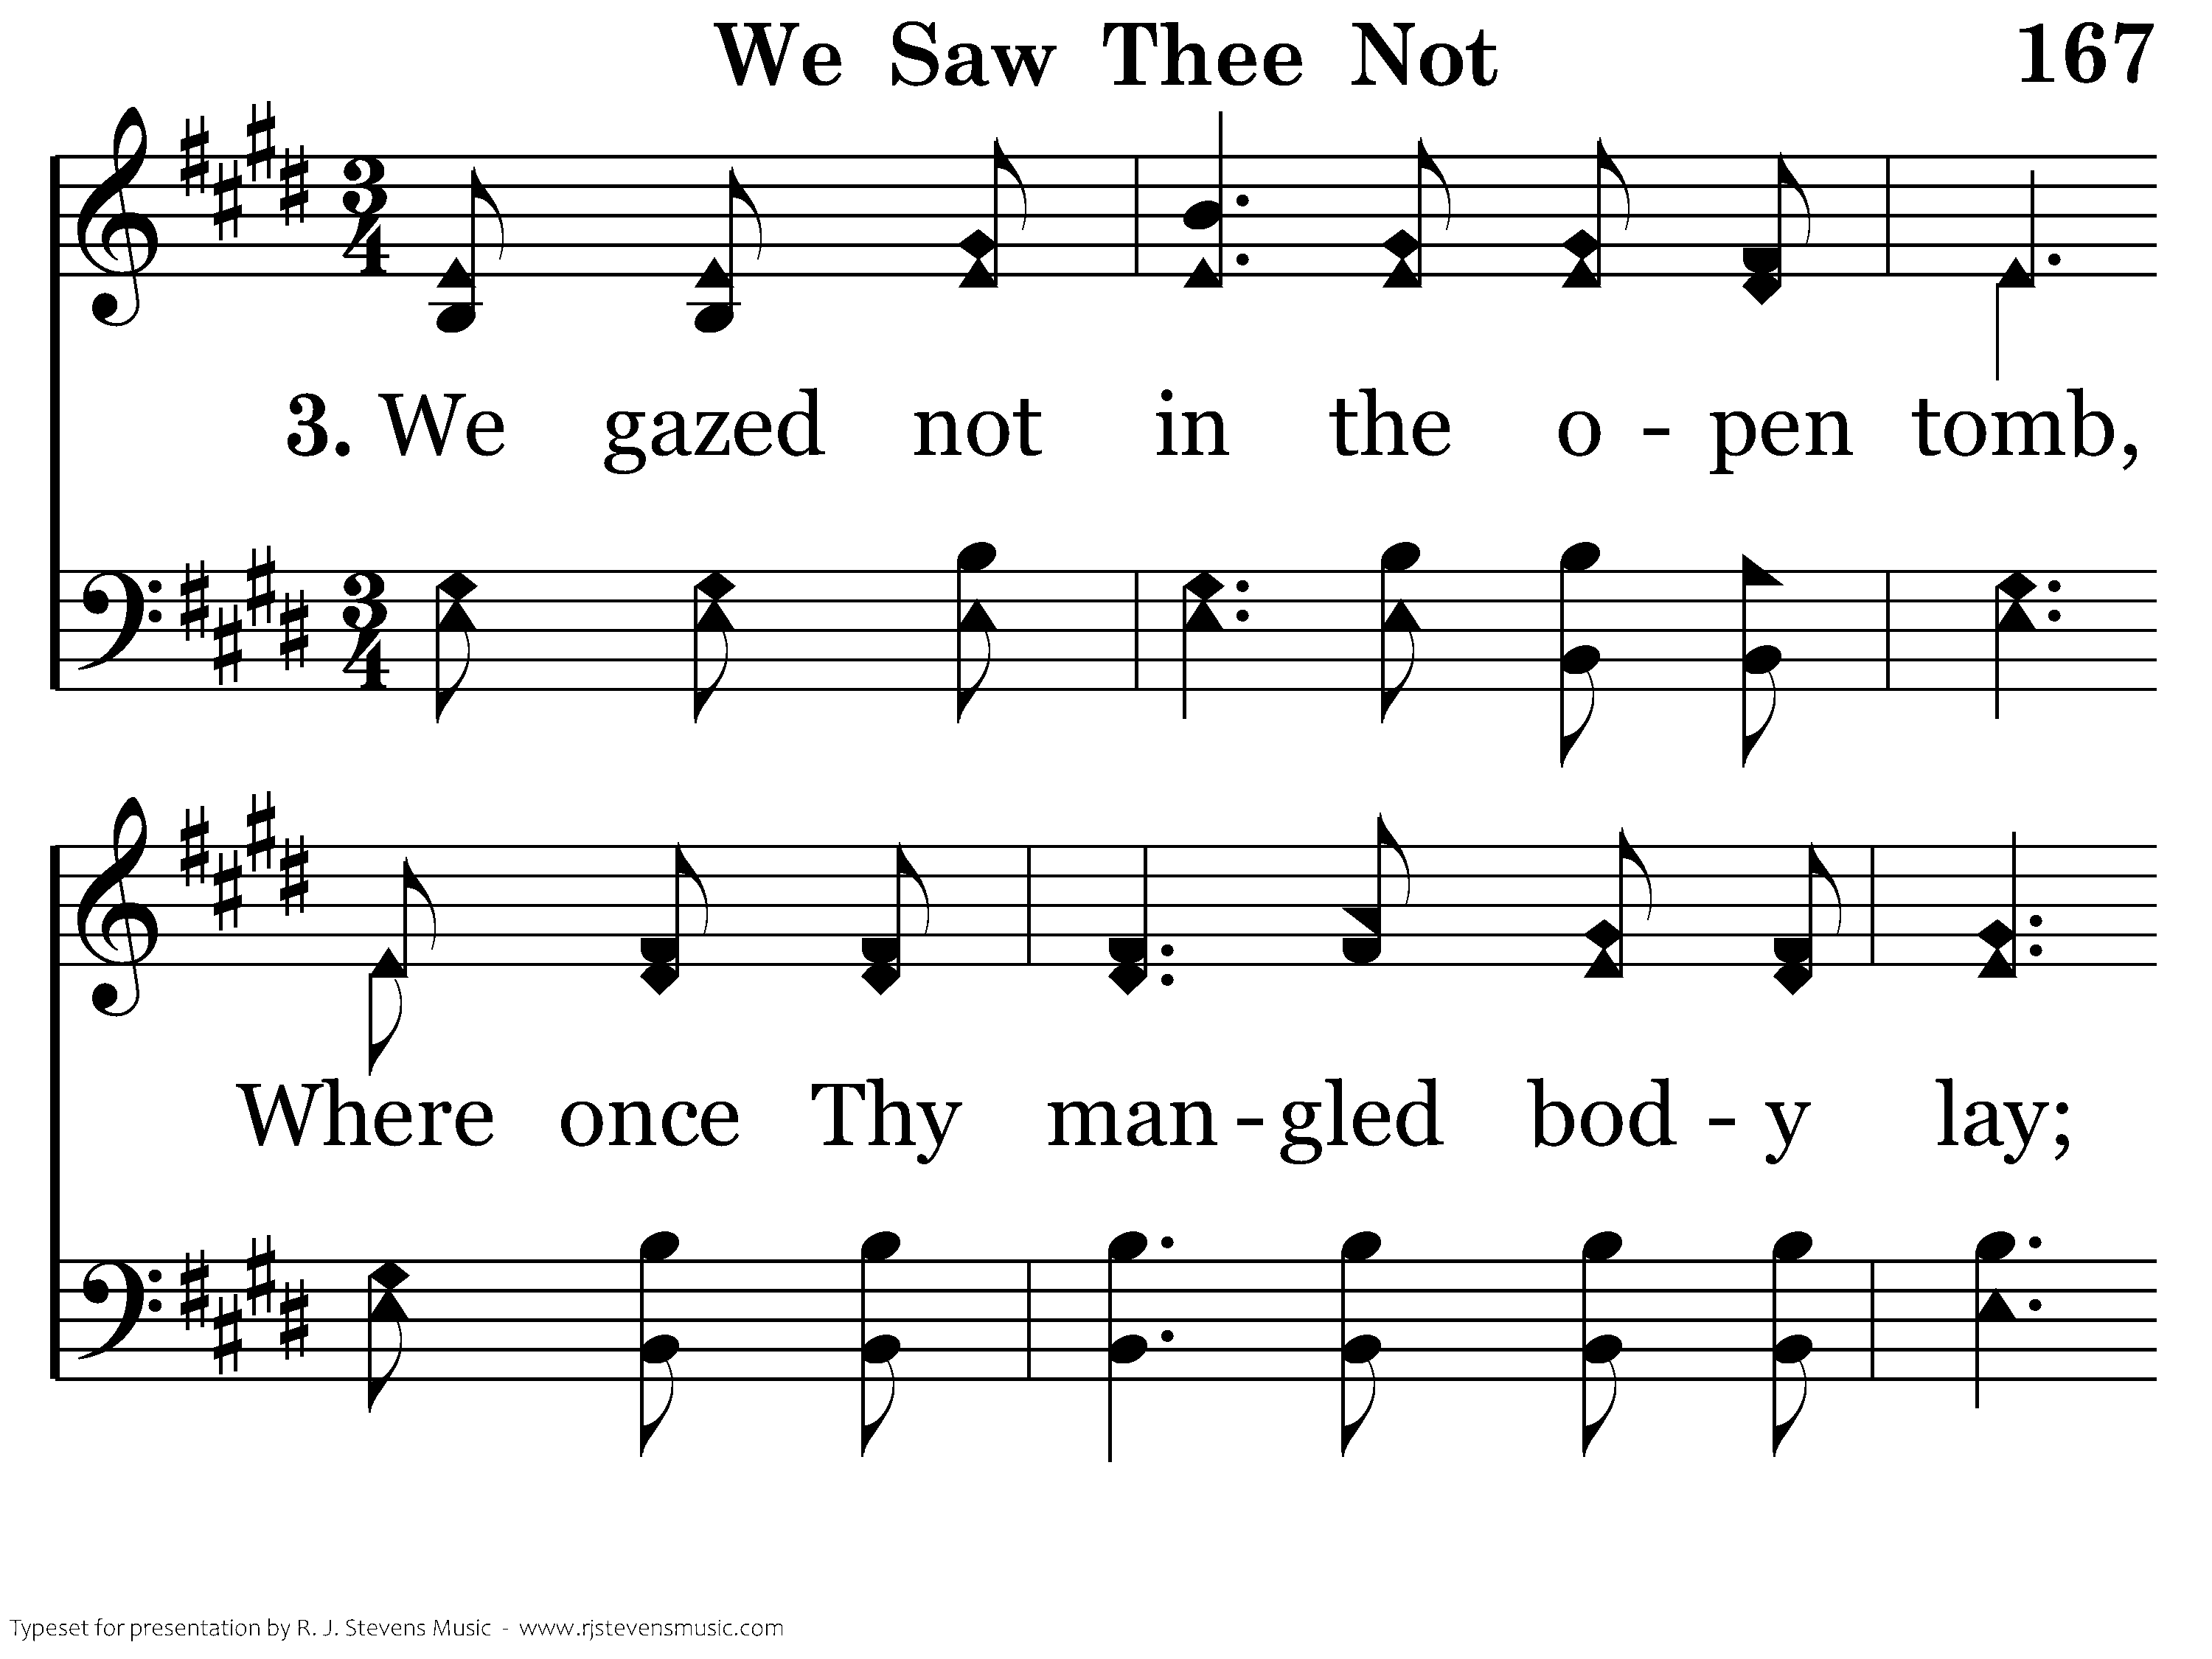 We Saw Thee Not 167
3. We gazed not in the o - pen tomb,
Where once Thy man - gled bod - y lay;
Typeset for presentation by R. J. Stevens Music - www.rjstevensmusic.com